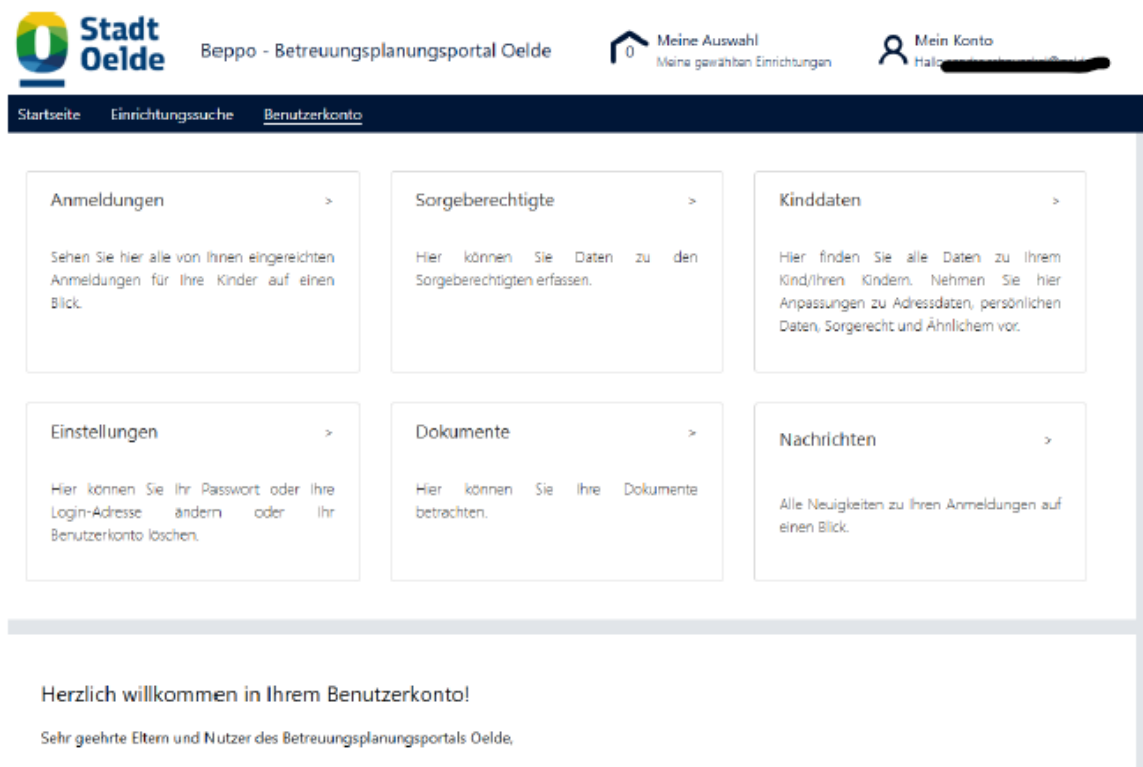 Stadt
Oelde
Beppo - Betreuungsplanungsportal Oelde
0
Meine Auswahl
Meine gewählten Einrichtungen
Mein Konto
Hallo
Startseite Einrichtungssuche Benutzerkonto
Anmeldungen >
Sehen Sie hier alle von Ihnen eingereichten
Anmeldungen für Ihre Kinder auf einen
Blick.
Sorgeberechtigte >
Hier können Sie Daten zu den
Sorgeberechtigten erfassen.
Kinddaten >
Hier finden Sie alle Daten zu Ihrem
Kind/Ihren Kindern. Nehmen Sie hier
Anpassungen zu Adressdaten, persönlichen
Daten, Sorgerecht und Ähnlichem vor.
Einstellungen >
Hier können Sie Ihr Passwort oder Ihre
Login-Adresse ändern oder Ihr
Benutzerkonto löschen.
Dokumente >
Hier können Sie Ihre Dokumente
betrachten.
Nachrichten >
Alle Neuigkeiten zu Ihren Anmeldungen auf
einen Blick.
Herzlich willkommen in Ihrem Benutzerkonto!
Sehr geehrte Eltern und Nutzer des Betreuungsplanungsportals Oelde,